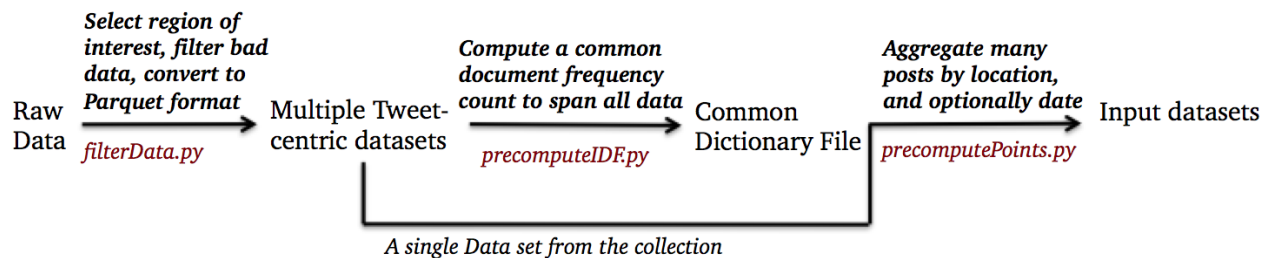 Select region of
interest, filter bad
data, convert to
Parquet format
Raw
Data
filterData.py
Multiple Tweet-
centric datasets
Compute a common
document frequency
count to span all data
precomputeIDF.py
Common
Dictionary File
Aggregate many
posts by location,
and optionally date
precomputePoints.py
Input datasets
A single Data set from the collection